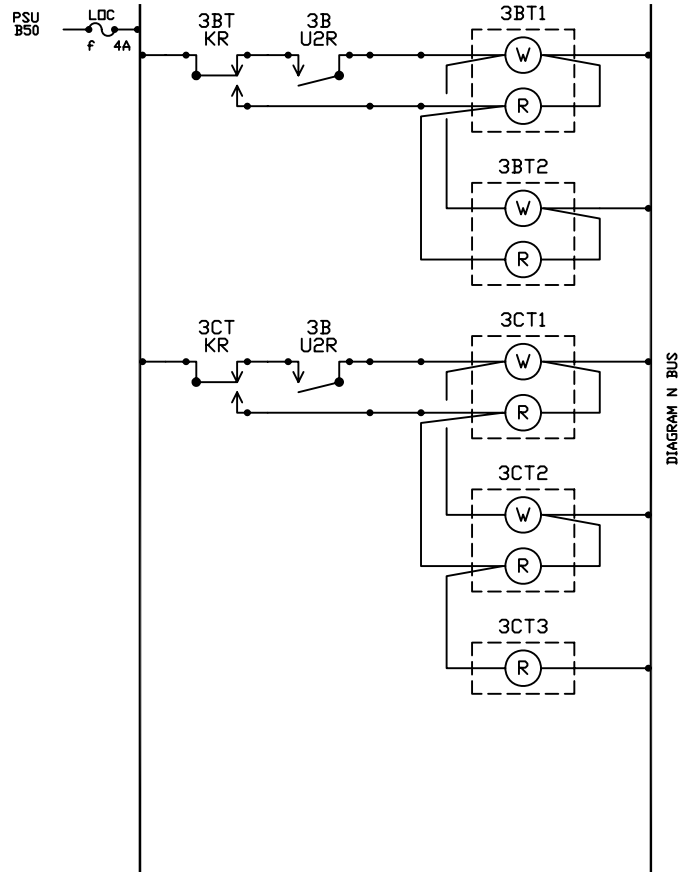 PSU
B50
LOC
f 4A
3BT
KR
3B
U2R
3BT1
W
R
3BT2
W
R
3CT
KR
3B
U2R
3CT1
W
R
3CT2
W
R
3CT3
R
DIAGRAM N BUS